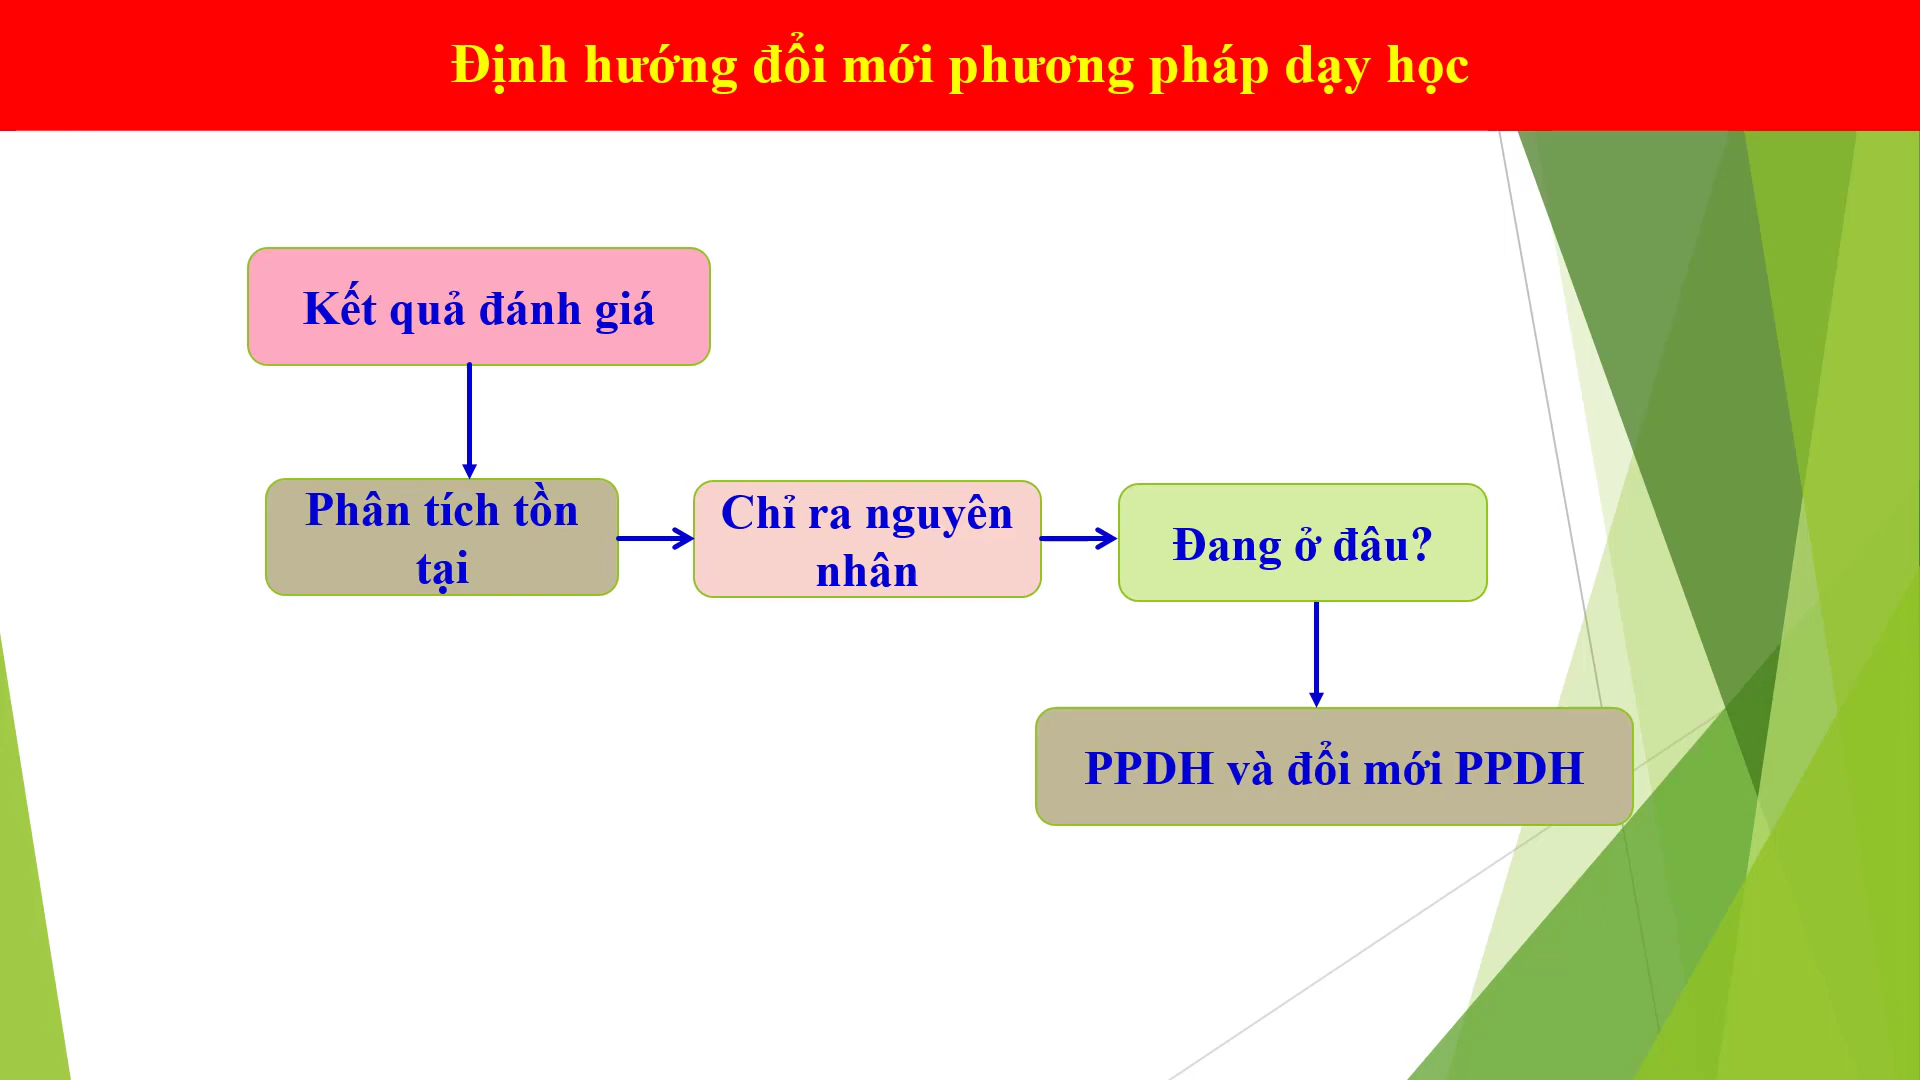 Định hướng đổi mới phương pháp dạy học
Kết quả đánh giá
Phân tích tồn
tại
Chỉ ra nguyên
nhân
Đang ở đâu?
PPDH và đổi mới PPDH